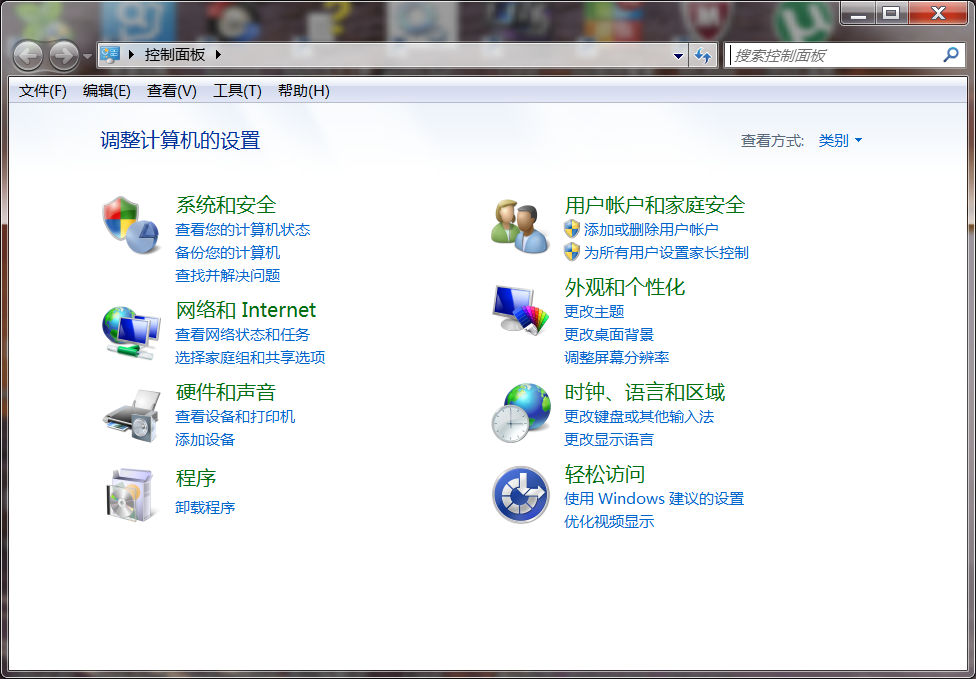 控制面板
搜索控制面板
文件(F) 编辑(E) 查看(V) 工具(T) 帮助(H)
调整计算机的设置
查看方式: 类别
系统和安全
查看您的计算机状态
备份您的计算机
查找并解决问题
网络和 Internet
查看网络状态和任务
选择家庭组和共享选项
硬件和声音
查看设备和打印机
添加设备
程序
卸载程序
用户帐户和家庭安全
添加或删除用户帐户
为所有用户设置家长控制
外观和个性化
更改主题
更改桌面背景
调整屏幕分辨率
时钟、语言和区域
更改键盘或其他输入法
更改显示语言
轻松访问
使用 Windows 建议的设置
优化视频显示